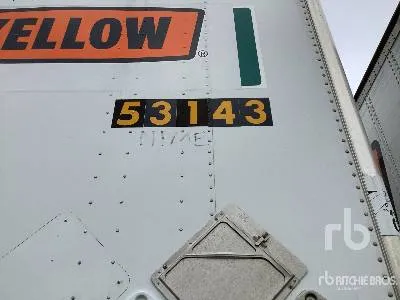 YELLOW®
53143
rb
RITCHIE BROS.